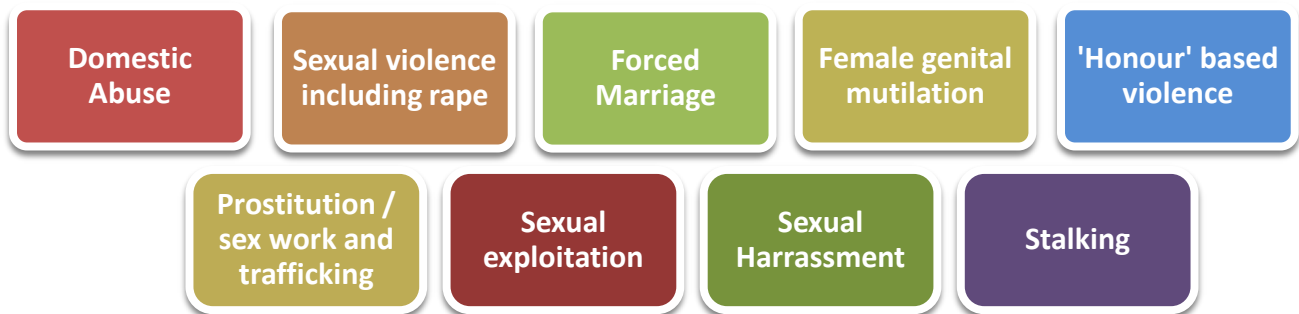 Domestic
Abuse
Sexual violence
including rape
Forced
Marriage
Female genital
mutilation
'Honour' based
violence
Prostitution /
sex work and
trafficking
Sexual
exploitation
Sexual
Harrassment
Stalking